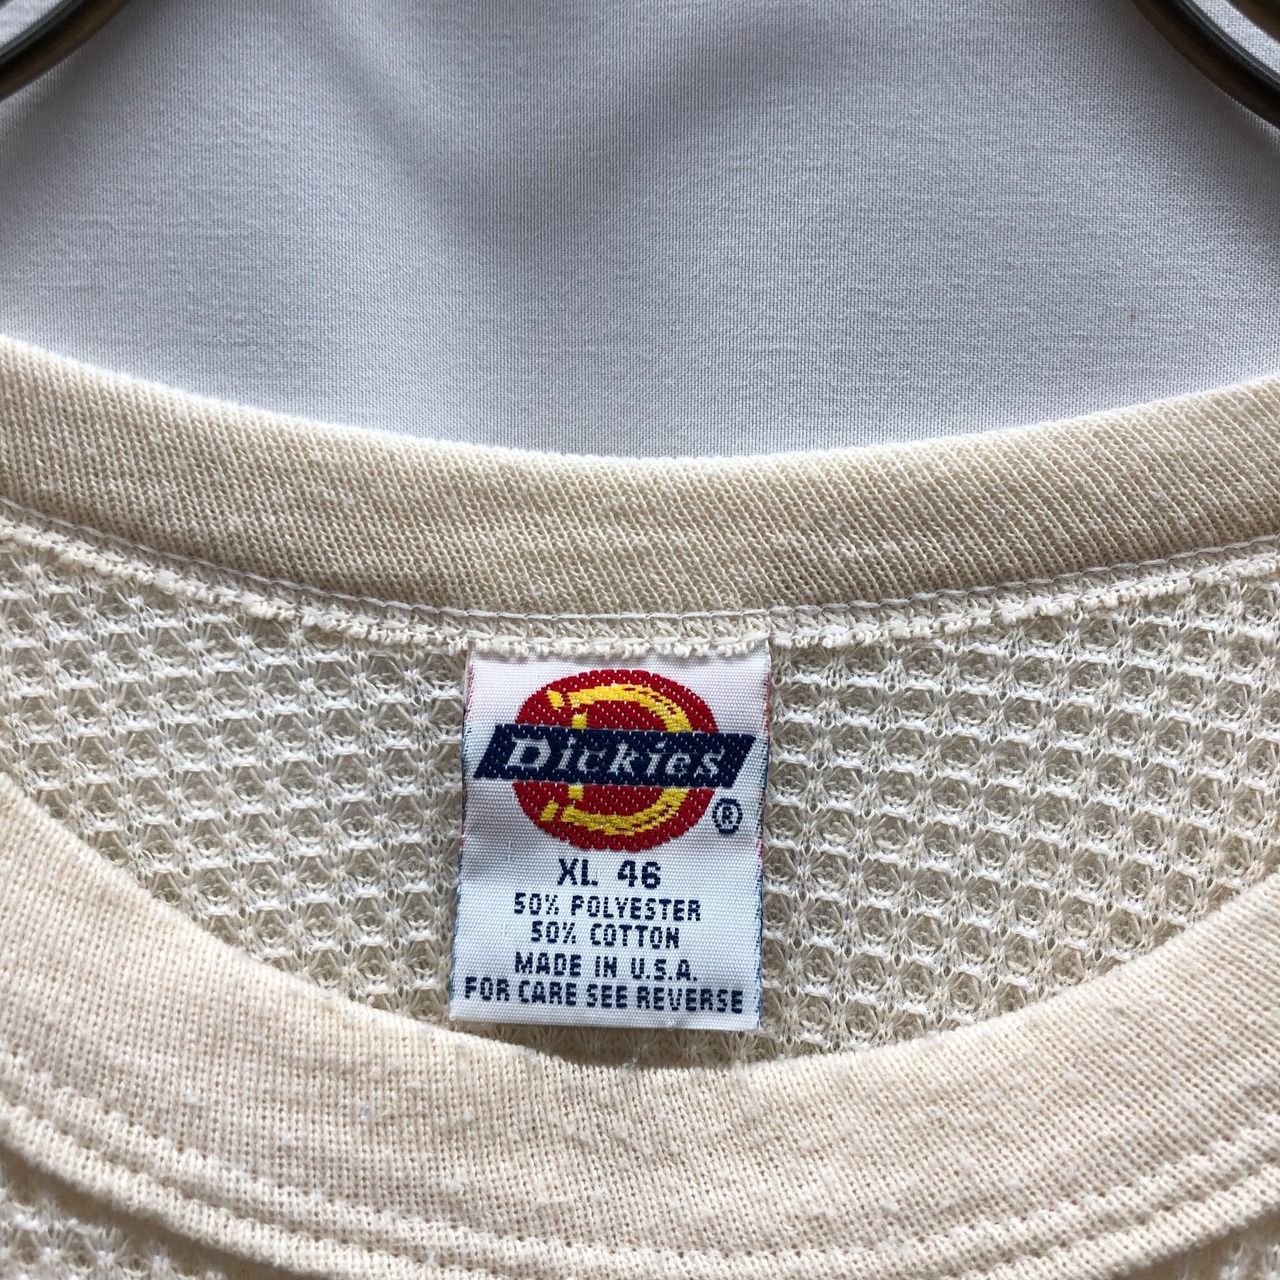 Dickies
®
XL 46
50% POLYESTER
50% COTTON
MADE IN U.S.A.
FOR CARE SEE REVERSE